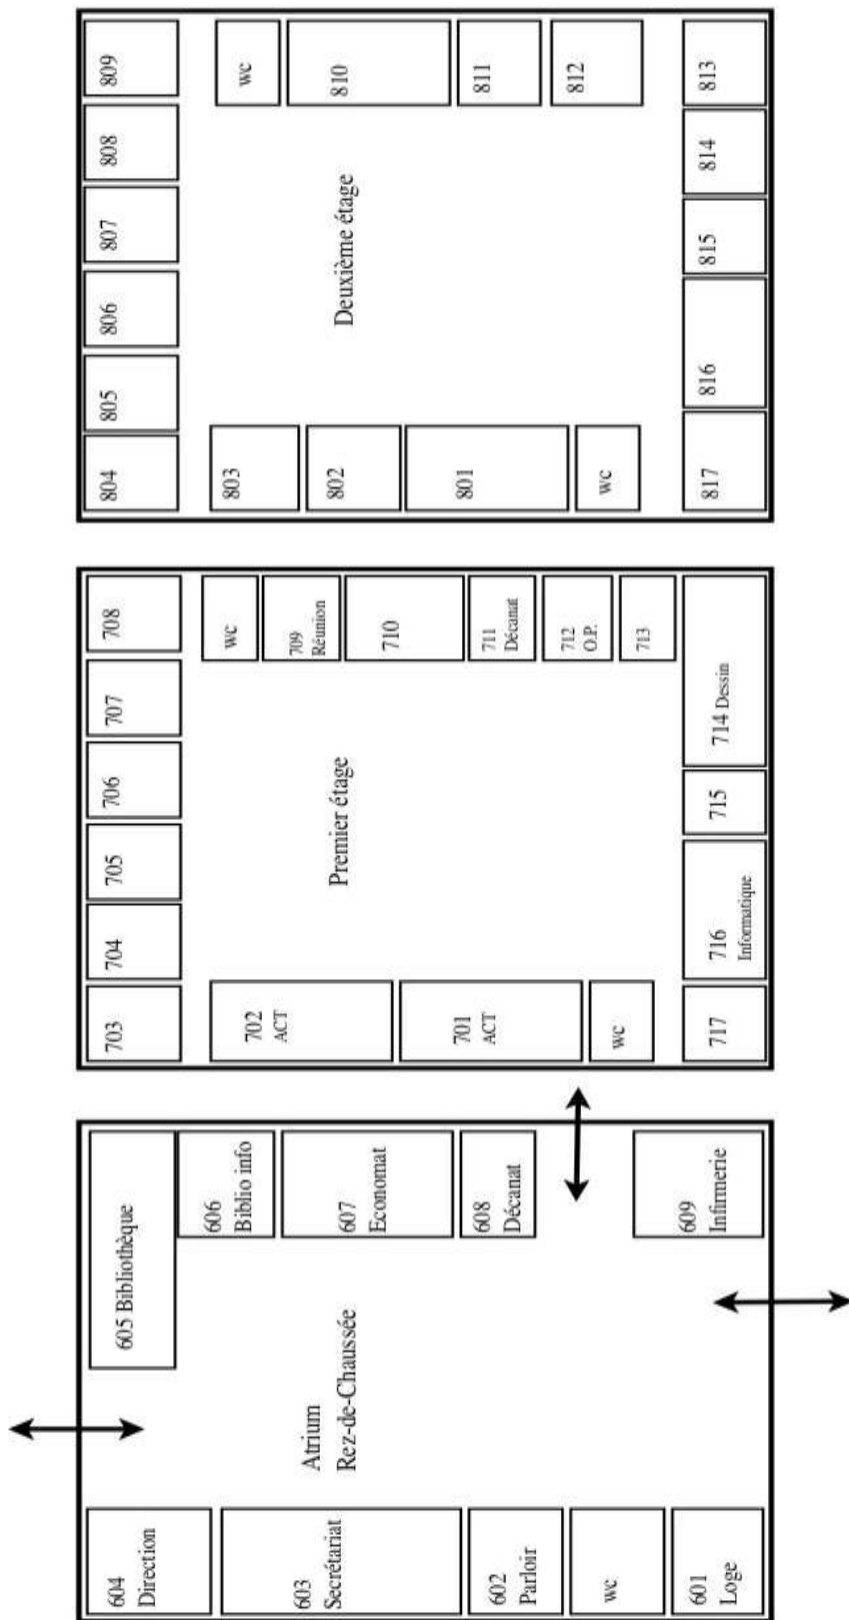 604
Direction
605 Bibliothèque
606
Biblio info
603
Secrétariat
Atrium
Rez-de-Chaussée
607
Economat
602
Parloir
608
Décanat
wc
601
Loge
609
Infirmerie
703
704
705
706
707
708
wc
702
ACT
709
Réunion
Premier étage
710
701
ACT
711
Décanat
712
O.P.
wc
713
717
716
Informatique
715
714 Dessin
804
805
806
807
808
809
803
wc
802
Deuxième étage
810
801
811
wc
812
817
816
815
814
813